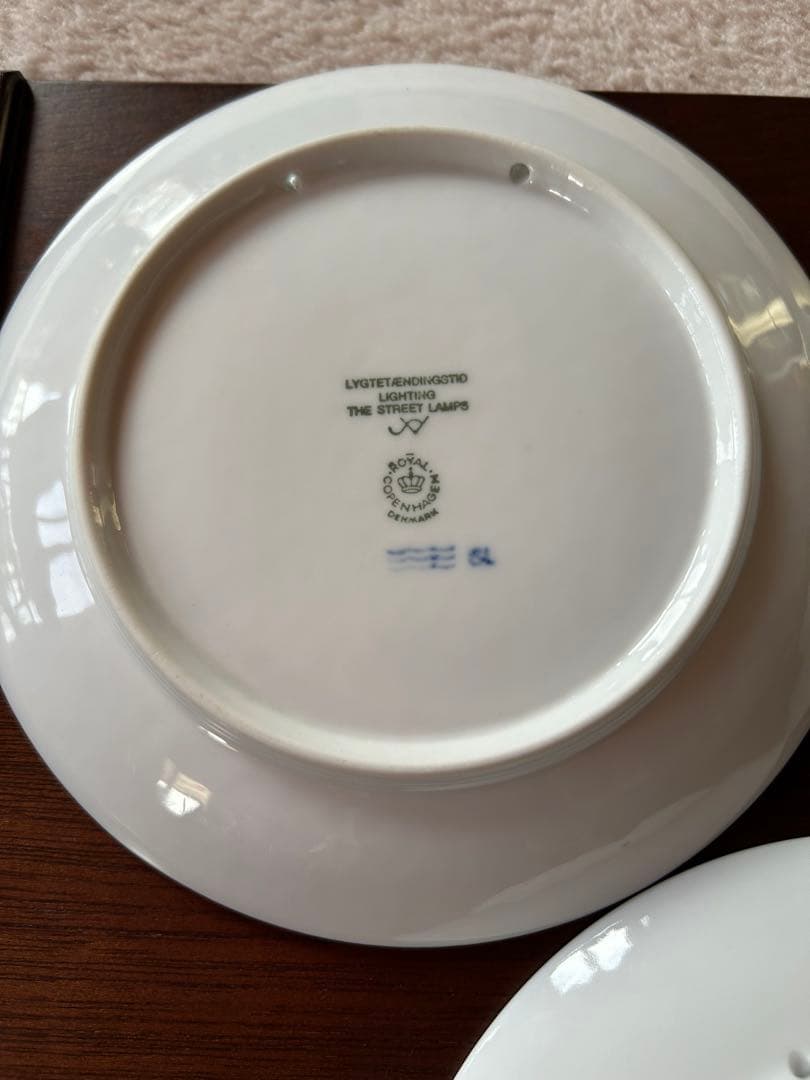 LYGTETÆNDINGSTID
LIGHTING
THE STREET LAMPS
ROYAL
COPENHAGEN
DENMARK